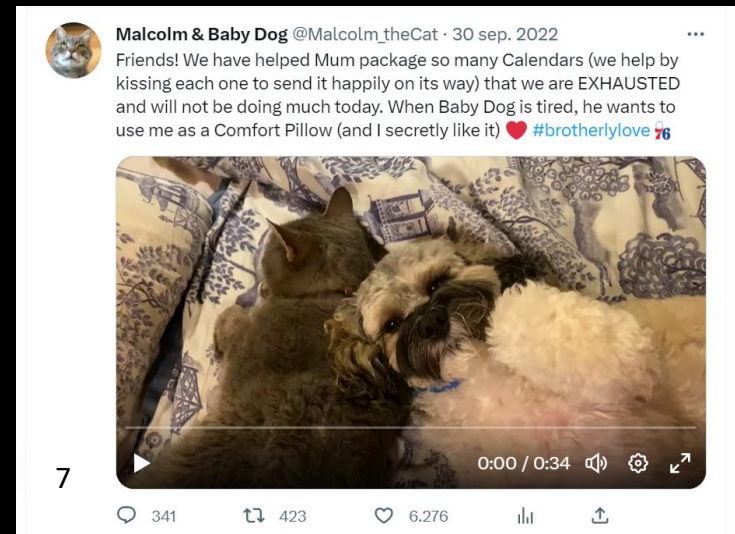 Malcolm & Baby Dog @Malcolm_theCat · 30 sep. 2022
Friends! We have helped Mum package so many Calendars (we help by
kissing each one to send it happily on its way) that we are EXHAUSTED
and will not be doing much today. When Baby Dog is tired, he wants to
use me as a Comfort Pillow (and I secretly like it) ❤️ #brotherlylove 76
0:00 / 0:34
7
341 423 6.276